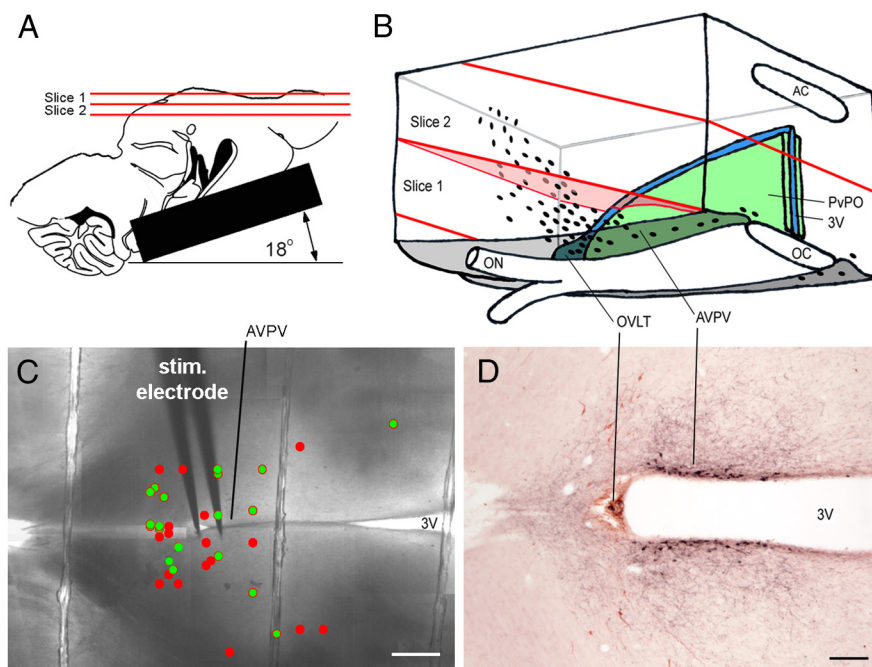 A
Slice 1
Slice 2
18°
B
AC
Slice 2
Slice 1
PvPO
3V
ON
OC
OVLT
AVPV
AVPV
C
stim.
electrode
3V
D
3V